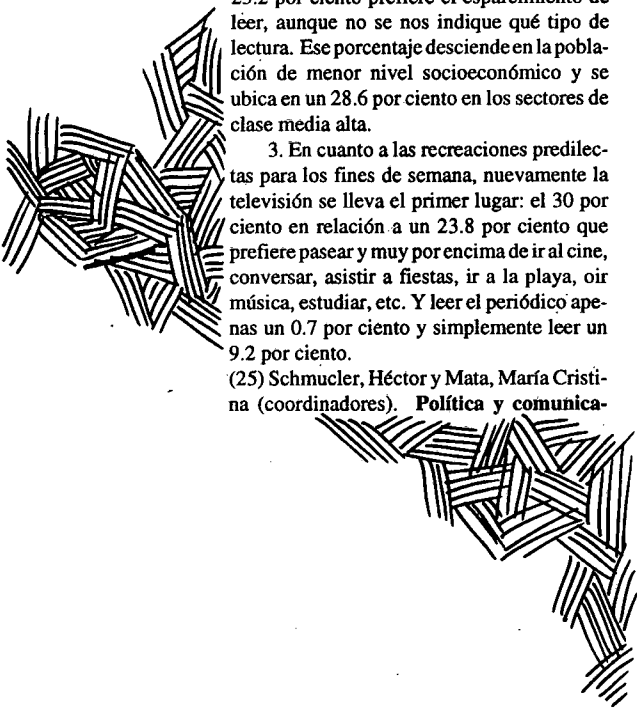 23.2 por ciento prefiere el esparcimiento de
leer, aunque no se nos indique qué tipo de
lectura. Ese porcentaje desciende en la pobla-
ción de menor nivel socioeconómico y se
ubica en un 28.6 por ciento en los sectores de
clase media alta.
3. En cuanto a las recreaciones predilec-
tas para los fines de semana, nuevamente la
televisión se lleva el primer lugar: el 30 por
ciento en relación a un 23.8 por ciento que
prefiere pasear y muy por encima de ir al cine,
conversar, asistir a fiestas, ir a la playa, oir
música, estudiar, etc. Y leer el periódico ape-
nas un 0.7 por ciento y simplemente leer un
9.2 por ciento.
(25) Schmucler, Héctor y Mata, María Cristi-
na (coordinadores). Política y comunica-